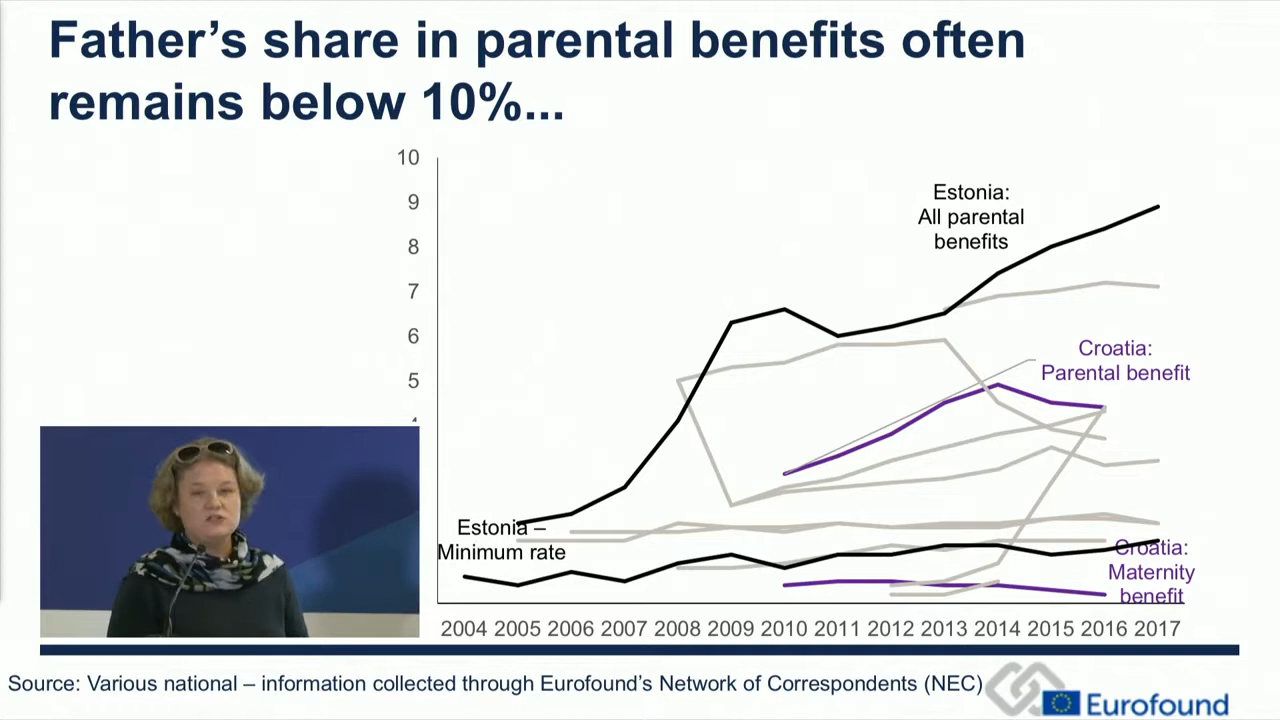 Father’s share in parental benefits often
remains below 10%...
10
9
8
7
6
5
Estonia:
All parental
benefits
Croatia:
Parental benefit
Estonia –
Minimum rate
Croatia:
Maternity
benefit
2004 2005 2006 2007 2008 2009 2010 2011 2012 2013 2014 2015 2016 2017
Source: Various national – information collected through Eurofound’s Network of Correspondents (NEC)
Eurofound